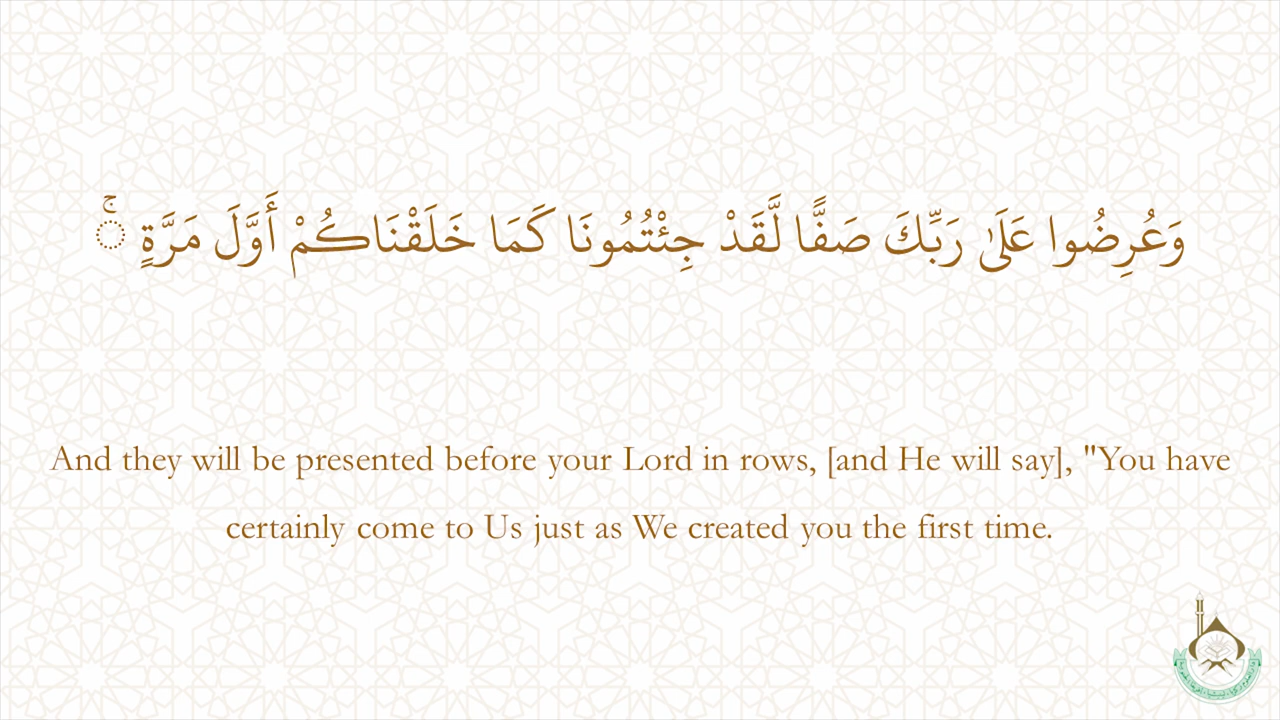 وَعُرِضُوا عَلَىٰ رَبِّكَ صَفًّا لَّقَدْ جِئْتُمُونَا كَمَا خَلَقْنَاكُمْ أَوَّلَ مَرَّةٍ ۚ
And they will be presented before your Lord in rows, [and He will say], "You have
certainly come to Us just as We created you the first time.